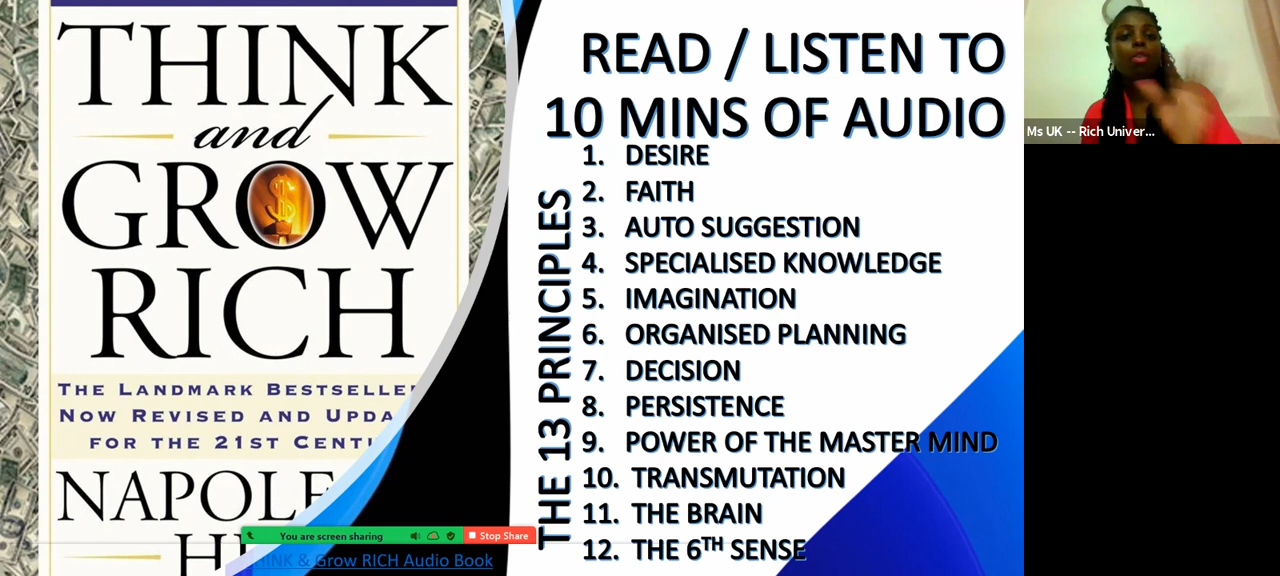 THINK
and
GROW
RICH
THE LANDMARK BESTSELLE
NOW REVISED AND UPDA
FOR THE 21ST CENTU
NAPOLE
H
You are screen sharing
Stop Share
INK & Grow RICH Audio Book
READ / LISTEN TO
10 MINS OF AUDIO
THE 13 PRINCIPLES
1. DESIRE
2. FAITH
3. AUTO SUGGESTION
4. SPECIALISED KNOWLEDGE
5. IMAGINATION
6. ORGANISED PLANNING
7. DECISION
8. PERSISTENCE
9. POWER OF THE MASTER MIND
10. TRANSMUTATION
11. THE BRAIN
12. THE 6TH SENSE
Ms UK -- Rich Univer...